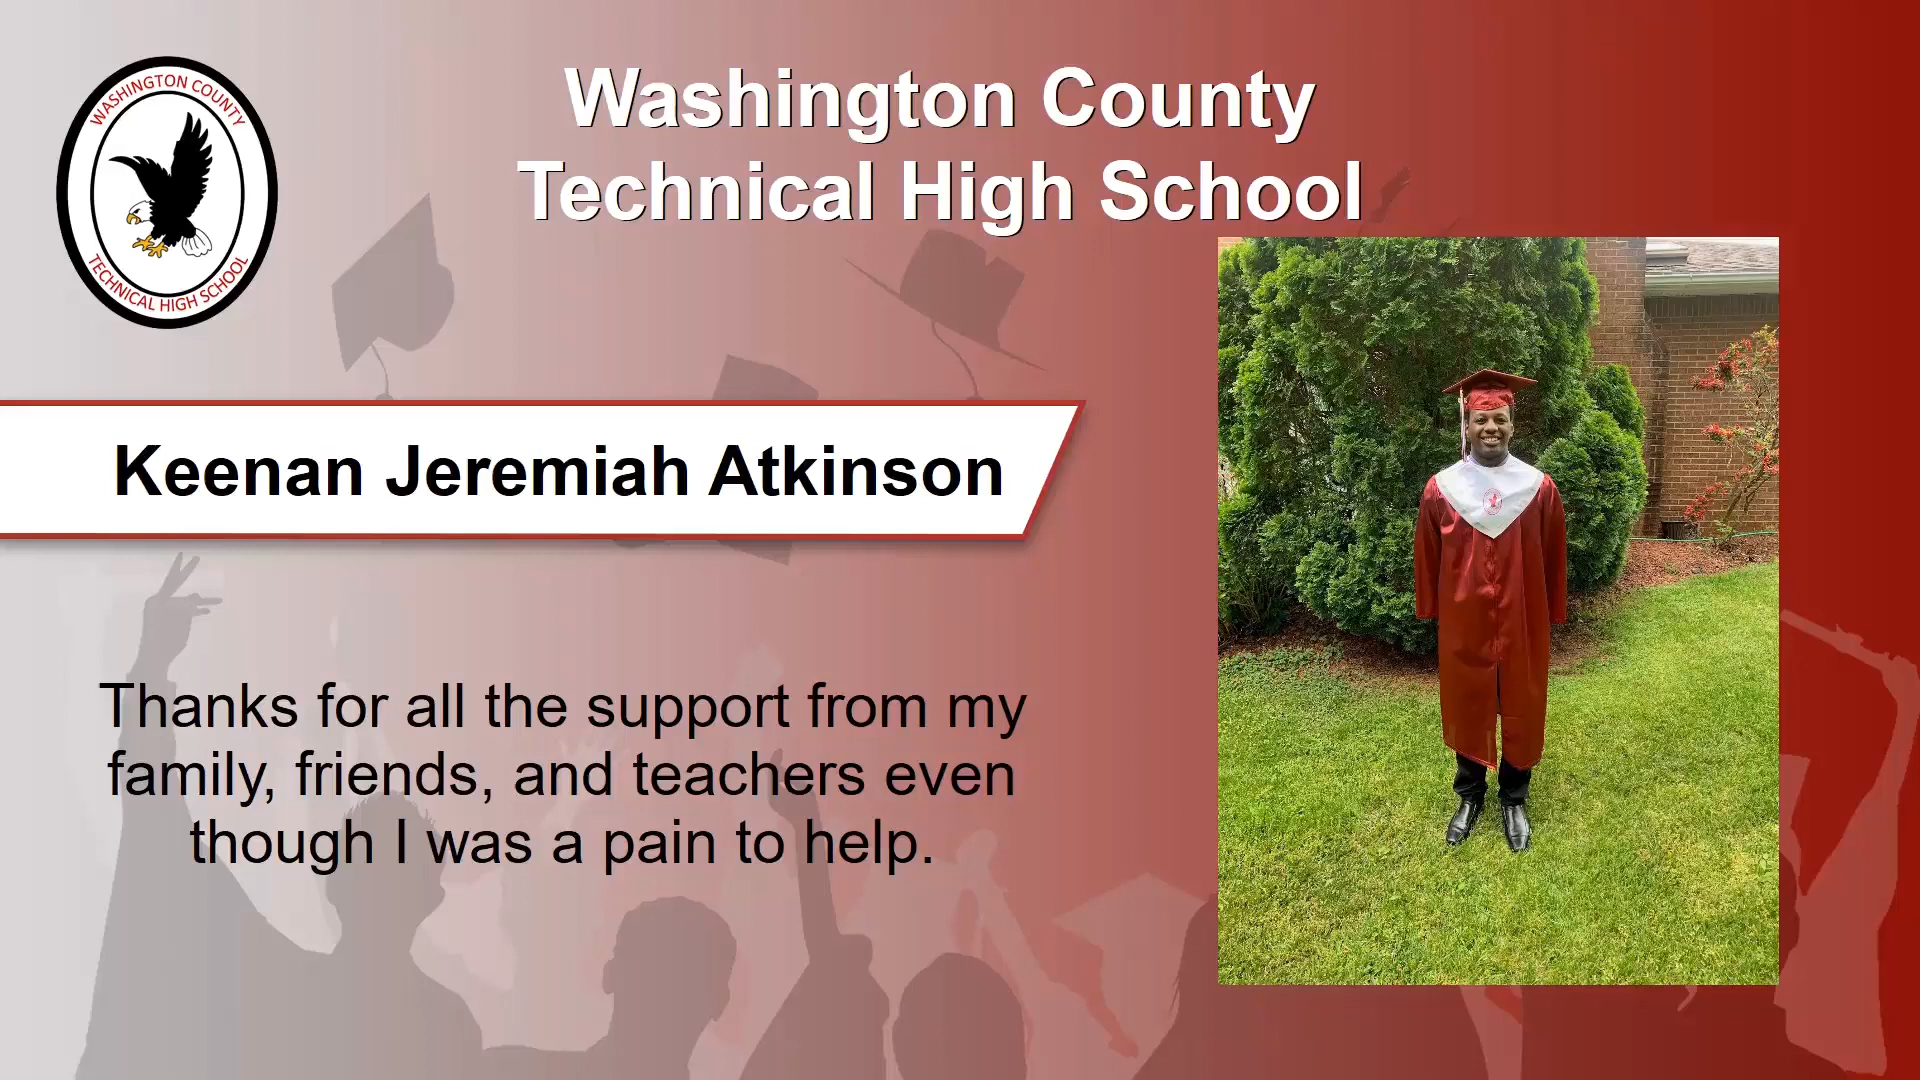 WASHINGTON COUNTY
TECHNICAL HIGH SCHOOL
Washington County
Technical High School
Keenan Jeremiah Atkinson
Thanks for all the support from my
family, friends, and teachers even
though I was a pain to help.